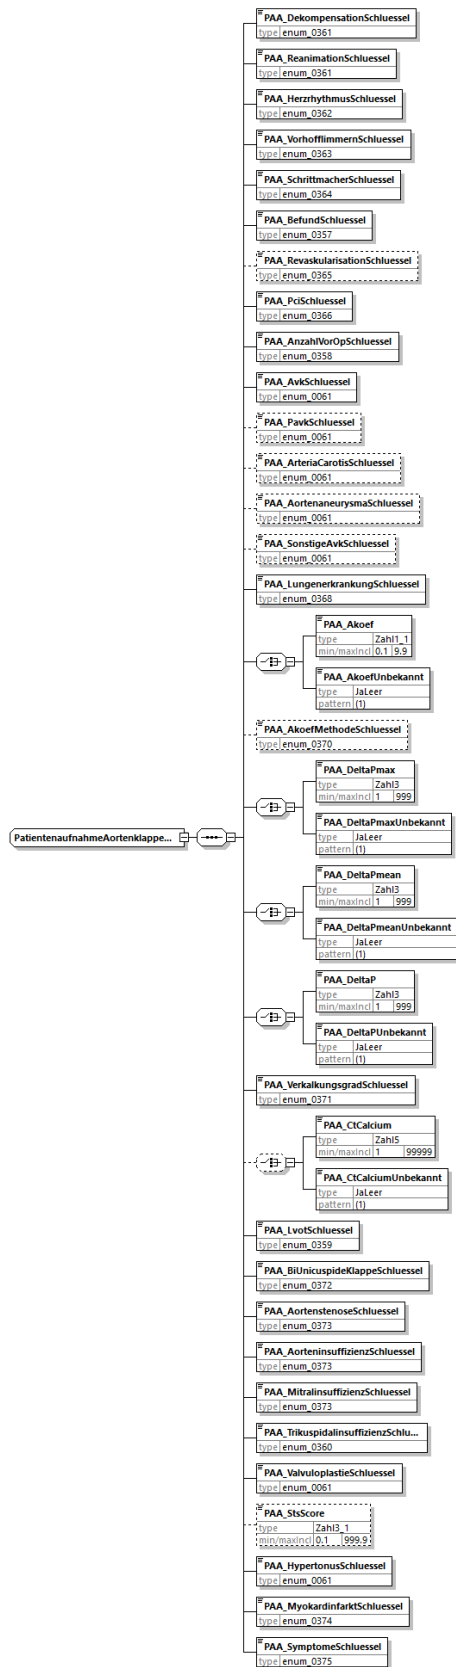 PAA_DekompensationSchluessel
type enum_0361
PAA_ReanimationSchluessel
type enum_0361
PAA_HerzrhythmusSchluessel
type enum_0362
PAA_VorhofflimmernSchluessel
type enum_0363
PAA_SchrittmacherSchluessel
type enum_0364
PAA_BefundSchluessel
type enum_0357
PAA_RevaskularisationSchluessel
type enum_0365
PAA_PciSchluessel
type enum_0366
PAA_AnzahlVorOpSchluessel
type enum_0358
PAA_AvkSchluessel
type enum_0061
PAA_PavkSchluessel
type enum_0061
PAA_ArteriaCarotisSchluessel
type enum_0061
PAA_AortenaneurysmaSchluessel
type enum_0061
PAA_SonstigeAvkSchluessel
type enum_0061
PAA_LungenerkrankungSchluessel
type enum_0368
PAA_Akoef
type Zahl1_1
min/maxIncl 0.1 9.9
PAA_AkoefUnbekannt
type JaLeer
pattern (1)
PAA_AkoefMethodeSchluessel
type enum_0370
PAA_DeltaPmax
type Zahl3
min/maxIncl 1 999
PAA_DeltaPmaxUnbekannt
type JaLeer
pattern (1)
PatientenaufnahmeAortenklappe...
PAA_DeltaPmean
type Zahl3
min/maxIncl 1 999
PAA_DeltaPmeanUnbekannt
type JaLeer
pattern (1)
PAA_DeltaP
type Zahl3
min/maxIncl 1 999
PAA_DeltaPUnbekannt
type JaLeer
pattern (1)
PAA_VerkalkungsgradSchluessel
type enum_0371
PAA_CtCalcium
type Zahl5
min/maxIncl 1 99999
PAA_CtCalciumUnbekannt
type JaLeer
pattern (1)
PAA_LvotSchluessel
type enum_0359
PAA_BiUnicuspideKlappeSchluessel
type enum_0372
PAA_AortenstenoseSchluessel
type enum_0373
PAA_AorteninsuffizienzSchluessel
type enum_0373
PAA_MitralinsuffizienzSchluessel
type enum_0373
PAA_TrikuspidalinsuffizienzSchlu...
type enum_0360
PAA_ValvuloplastieSchluessel
type enum_0061
PAA_StsScore
type Zahl3_1
min/maxIncl 0.1 999.9
PAA_HypertonusSchluessel
type enum_0061
PAA_MyokardinfarktSchluessel
type enum_0374
PAA_SymptomeSchluessel
type enum_0375